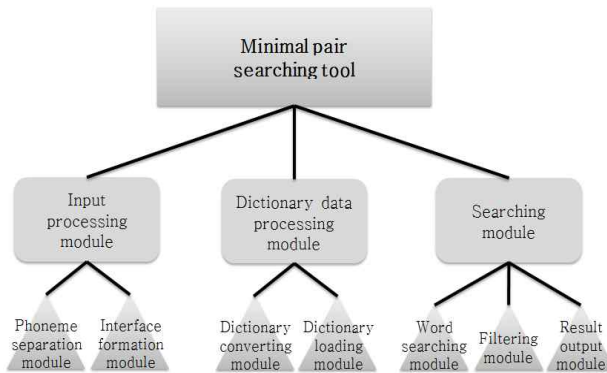 Minimal pair
searching tool
Input
processing
module
Dictionary data
processing
module
Searching
module
Phoneme
separation
module
Interface
formation
module
Dictionary
converting
module
Dictionary
loading
module
Word
searching
module
Filtering
module
Result
output
module